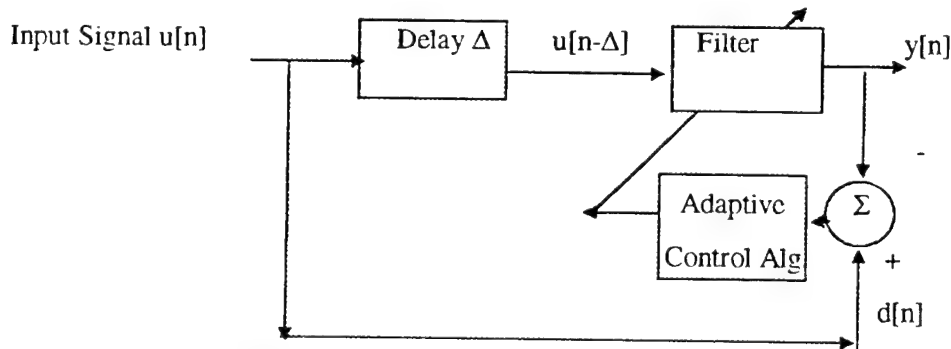 Input Signal u[n]
Delay Δ
u[n-Δ]
Filter
y[n]
-
Adaptive
Control Alg
Σ
+
d[n]